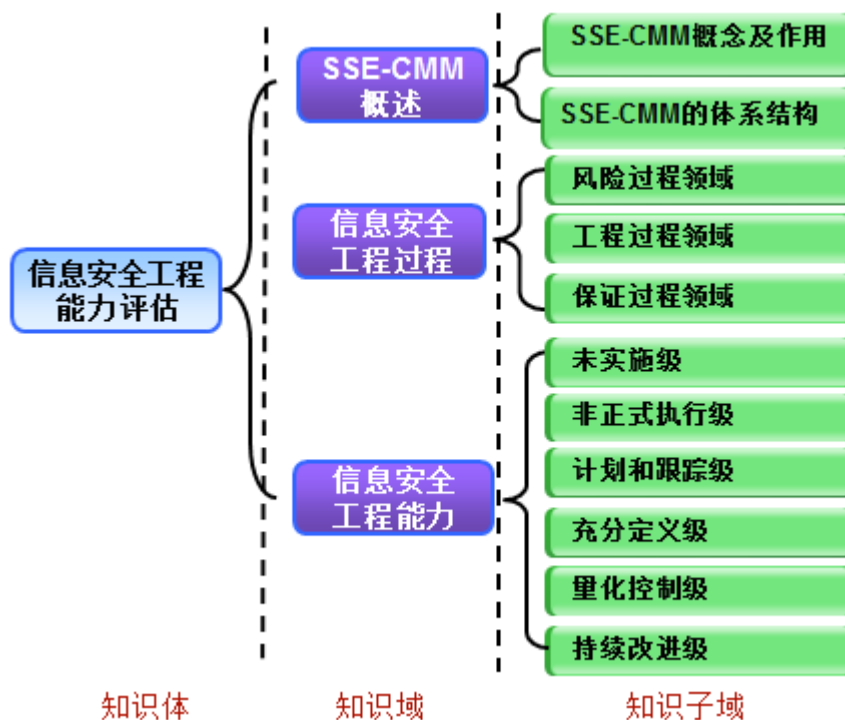 SSE-CMM概念及作用
SSE-CMM
概述
SSE-CMM的体系结构
风险过程领域
信息安全
工程过程
工程过程领域
保证过程领域
信息安全工程
能力评估
未实施级
非正式执行级
计划和跟踪级
信息安全
工程能力
充分定义级
量化控制级
持续改进级
知识体
知识域
知识子域